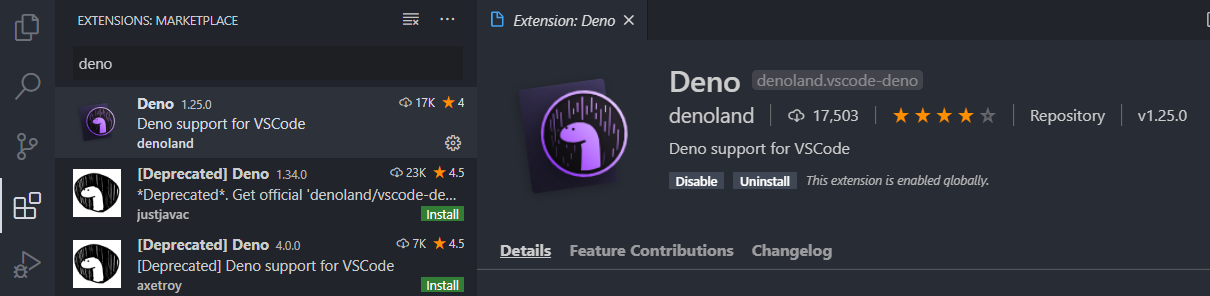 EXTENSIONS: MARKETPLACE
deno
Deno 1.25.0 17K 4
Deno support for VSCode
denoland
[Deprecated] Deno 1.34.0 23K 4.5
*Deprecated*. Get official 'denoland/vscode-de...
justjavac Install
[Deprecated] Deno 4.0.0 7K 4.5
[Deprecated] Deno support for VSCode
axetroy Install
Extension: Deno
Deno denoland.vscode-deno
denoland 17,503 Repository v1.25.0
Deno support for VSCode
Disable Uninstall This extension is enabled globally.
Details Feature Contributions Changelog